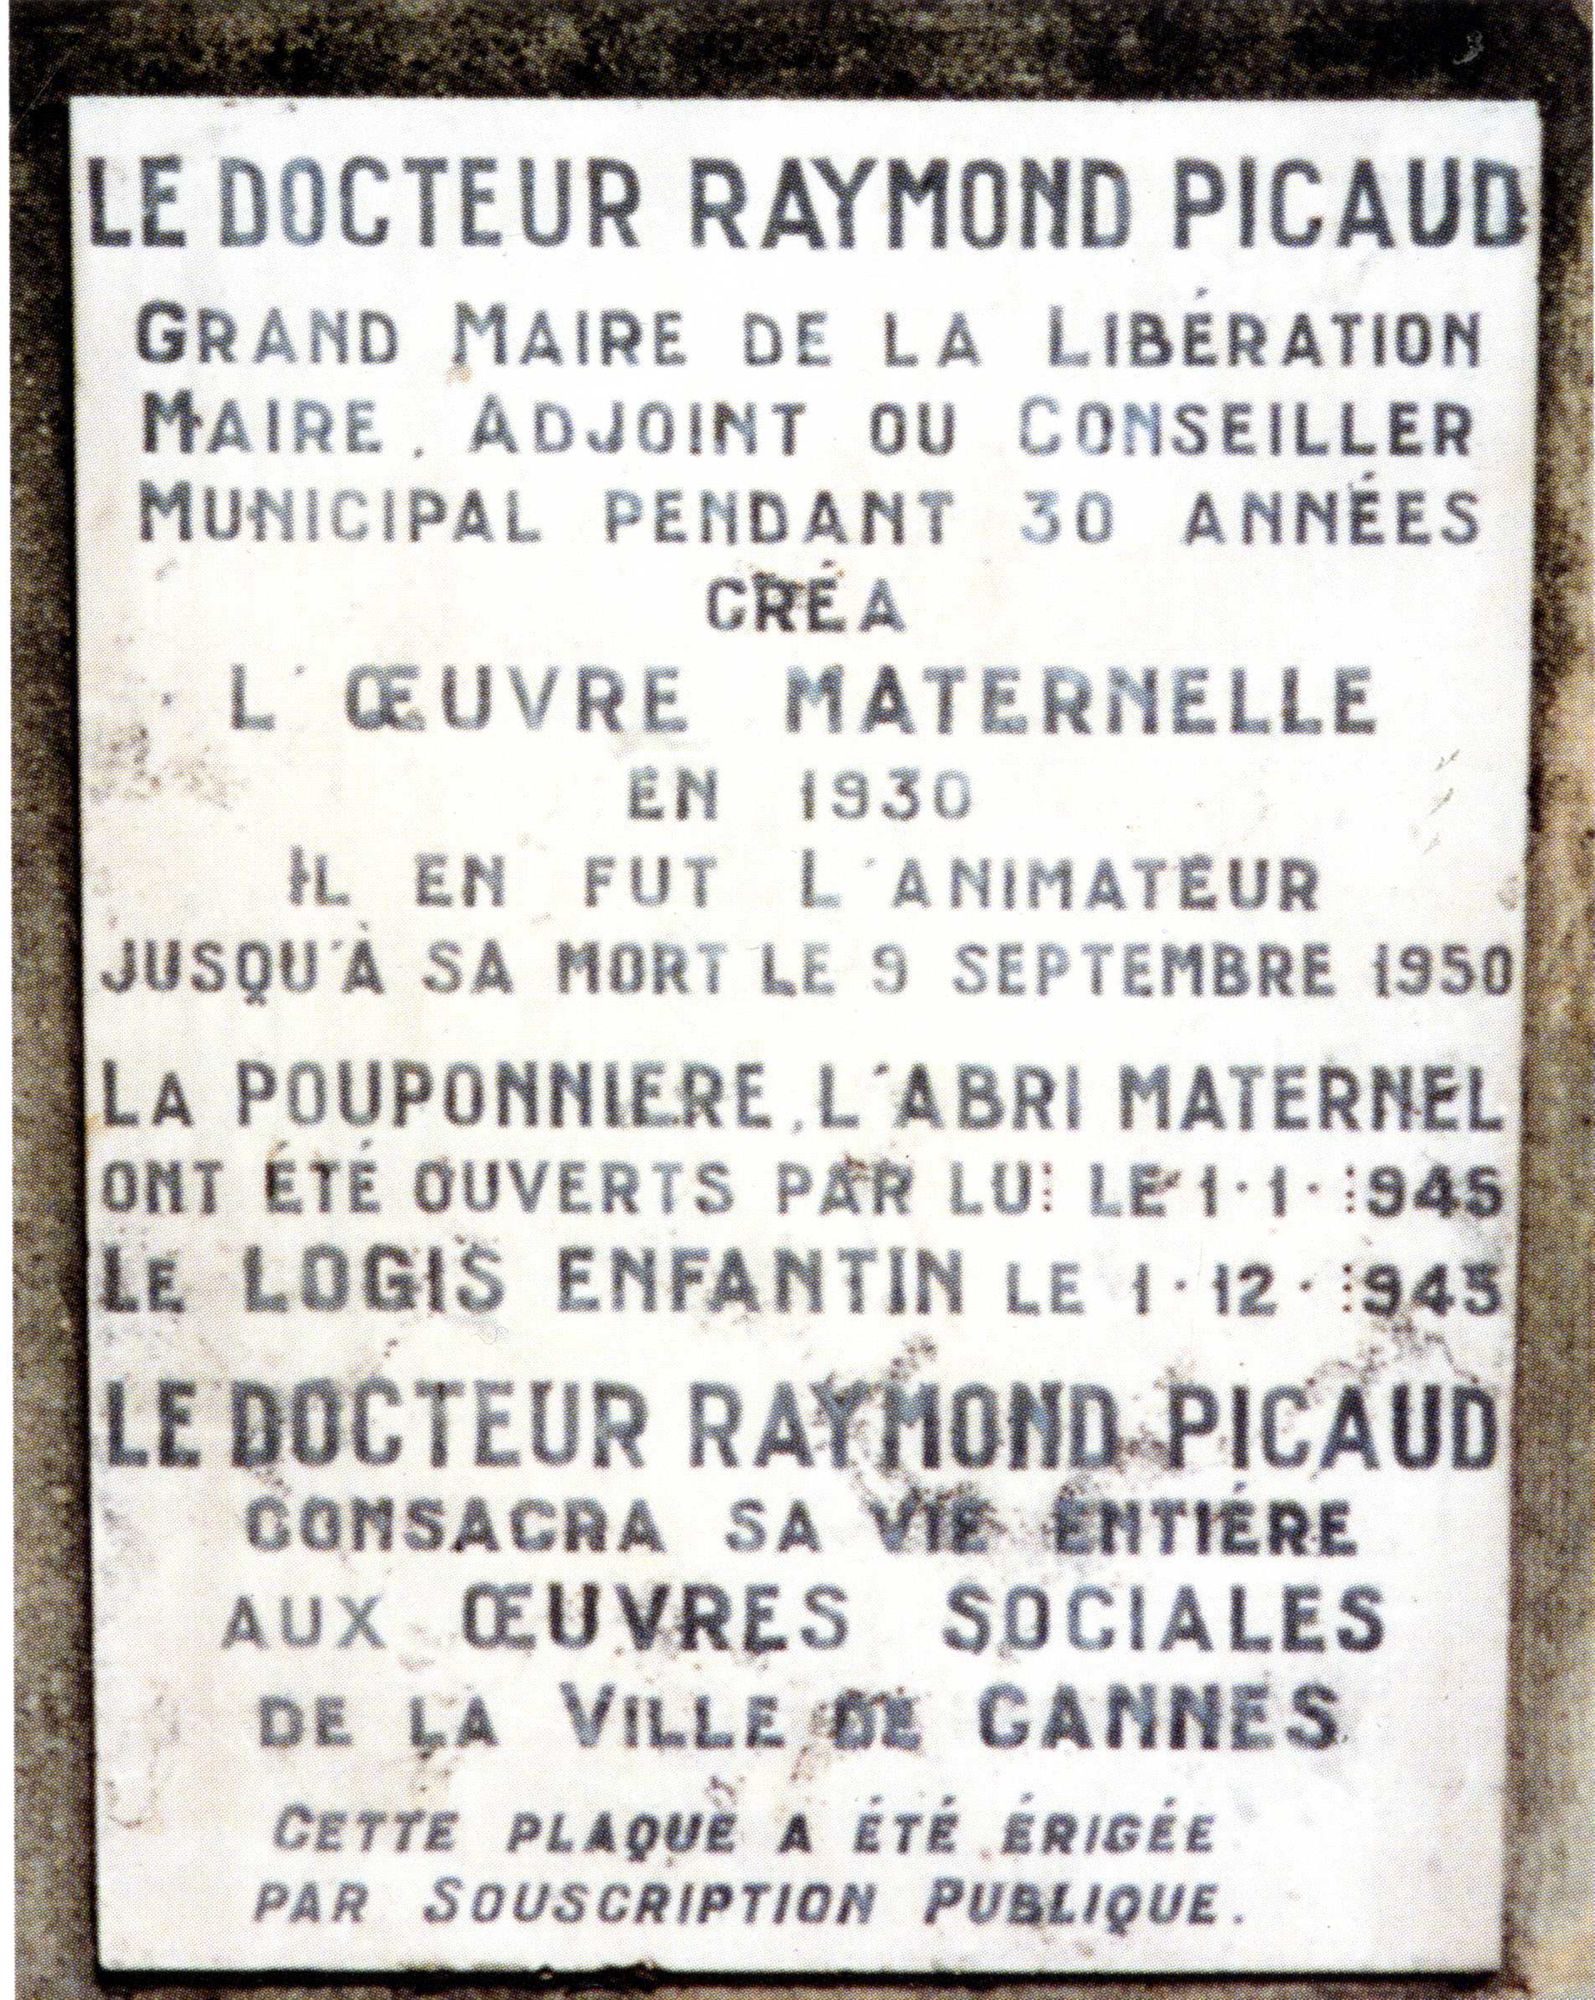 LE DOCTEUR RAYMOND PICAUD
GRAND MAIRE DE LA LIBÉRATION
MAIRE, ADJOINT OU CONSEILLER
MUNICIPAL PENDANT 30 ANNÉES
CRÉA
L'ŒUVRE MATERNELLE
EN 1930
IL EN FUT L'ANIMATEUR
JUSQU'À SA MORT LE 9 SEPTEMBRE 1950
LA POUPONNIERE, L'ABRI MATERNEL
ONT ÉTÉ OUVERTS PAR LUI LE 1·1·1945
LE LOGIS ENFANTIN LE 1·12·1945
LE DOCTEUR RAYMOND PICAUD
CONSACRA SA VIE ENTIÉRE
AUX ŒUVRES SOCIALES
DE LA VILLE DE CANNES
CETTE PLAQUE A ÉTÉ ÉRIGÉE
PAR SOUSCRIPTION PUBLIQUE.